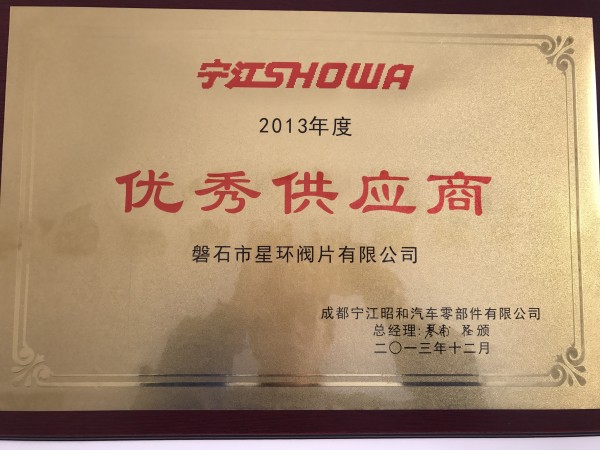 宁江SHOWA
2013年度
优秀供应商
磐石市星环阀片有限公司
成都宁江昭和汽车零部件有限公司
总经理: 颁
二〇一三年十二月